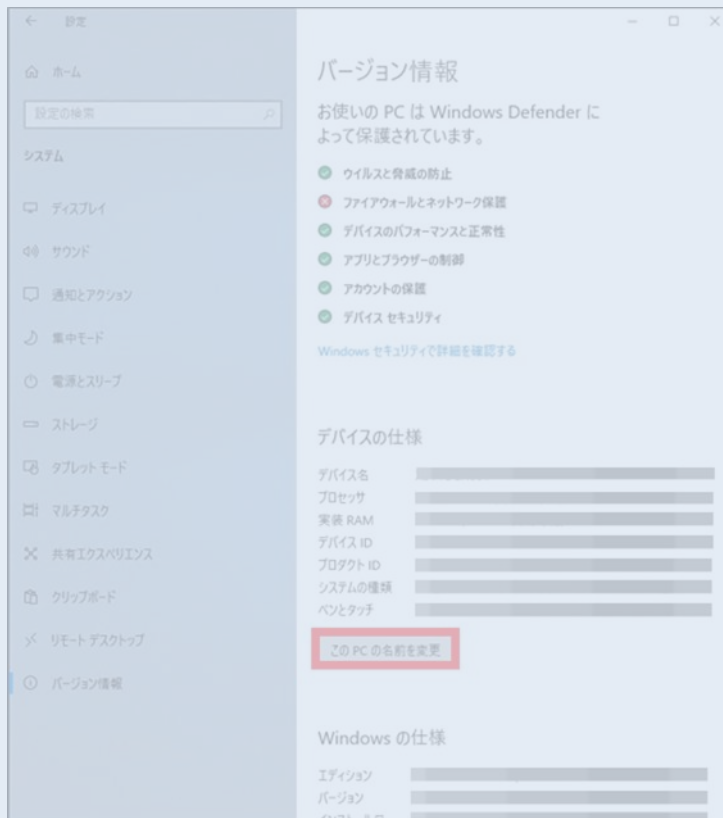 設定
ホーム
設定の検索
システム
ディスプレイ
サウンド
通知とアクション
集中モード
電源とスリープ
ストレージ
タブレット モード
マルチタスク
共有エクスペリエンス
クリップボード
リモート デスクトップ
バージョン情報
バージョン情報
お使いの PC は Windows Defender に
よって保護されています。
ウイルスと脅威の防止
ファイアウォールとネットワーク保護
デバイスのパフォーマンスと正常性
アプリとブラウザーの制御
アカウントの保護
デバイス セキュリティ
Windows セキュリティで詳細を確認する
デバイスの仕様
デバイス名
プロセッサ
実装 RAM
デバイス ID
プロダクト ID
システムの種類
ペンとタッチ
この PC の名前を変更
Windows の仕様
エディション
バージョン